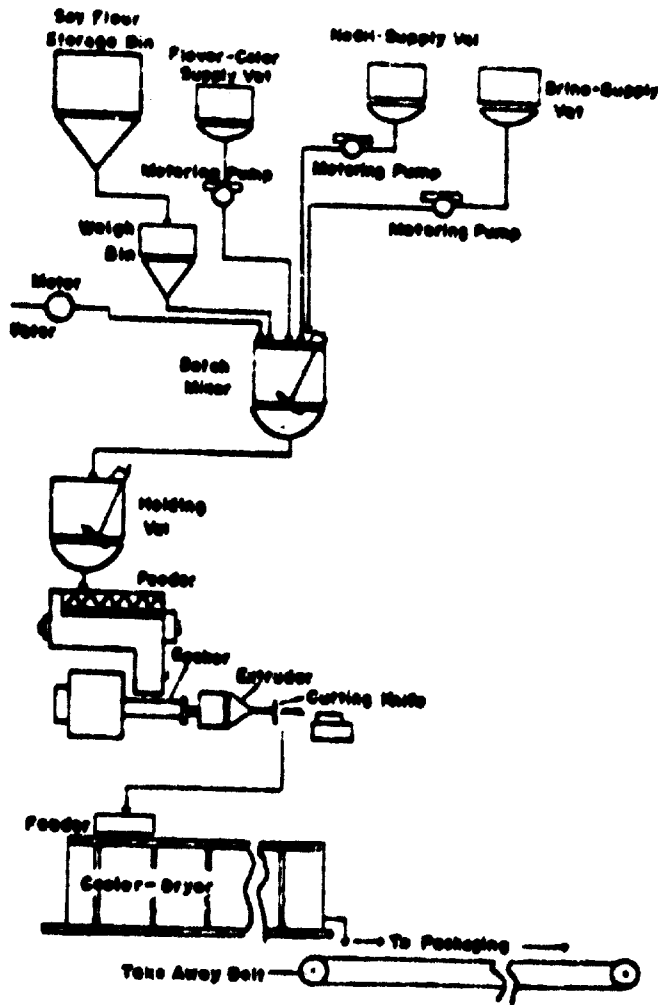 Soy Flour
Storage Bin
Flavor-Color
Supply Vat
NaOH-Supply Vat
Brine-Supply
Vat
Metering Pump
Metering Pump
Metering Pump
Weigh
Bin
Meter
Water
Batch
Mixer
Holding
Vat
Feeder
Cooker
Extruder
Cutting Knife
Feeder
Cooler-Dryer
To Packaging
Take Away Belt